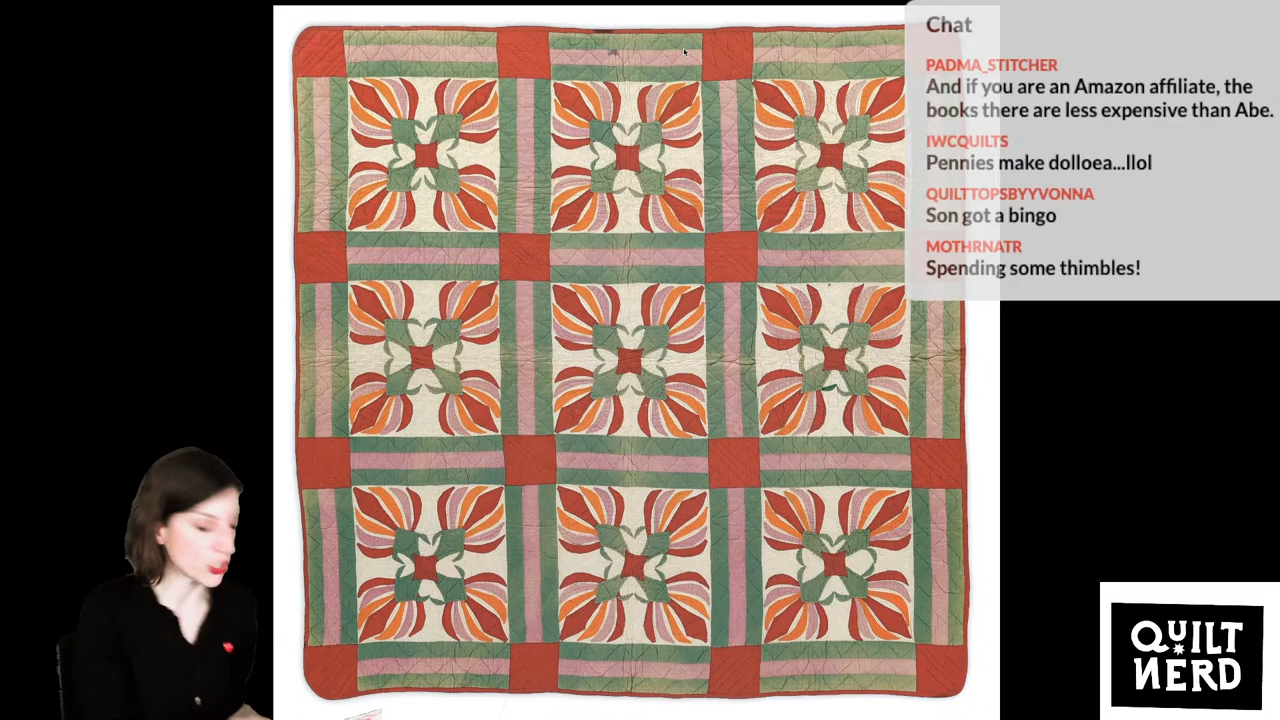 Chat
PADMA_STITCHER
And if you are an Amazon affiliate, the
books there are less expensive than Abe.
IWCQUILTS
Pennies make dolloea...llol
QUILTTOPSBYYVONNA
Son got a bingo
MOTHRNATR
Spending some thimbles!
QUILT
NERD